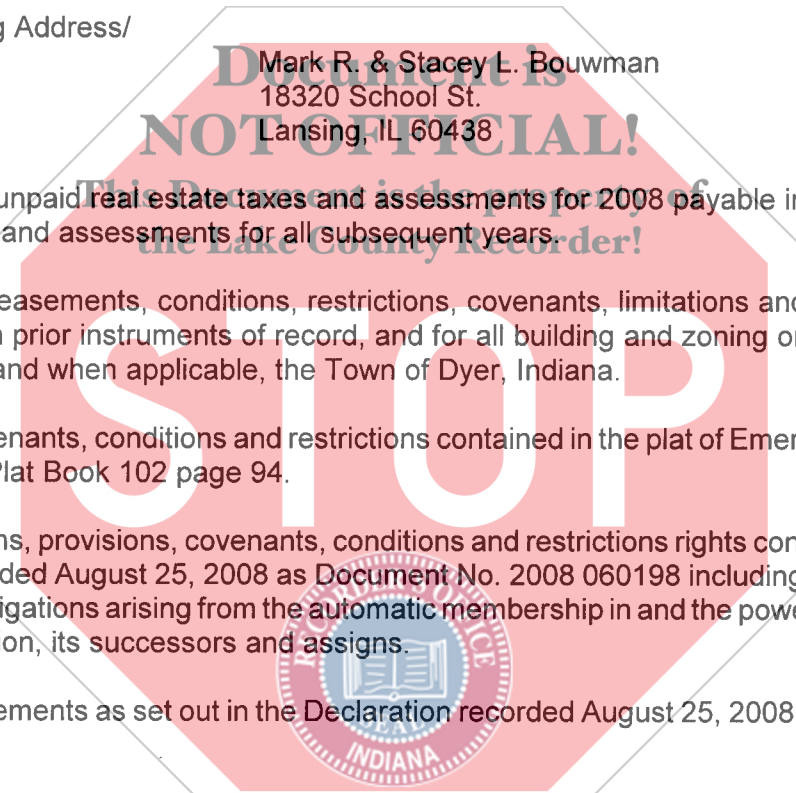 g Address/
Mark R. & Stacey L. Bouwman
18320 School St.
Lansing, IL 60438
Document is
NOT OFFICIAL!
This Document is the property of
the Lake County Recorder!
unpaid real estate taxes and assessments for 2008 payable in
and assessments for all subsequent years.
easements, conditions, restrictions, covenants, limitations and
prior instruments of record, and for all building and zoning
and when applicable, the Town of Dyer, Indiana.
enants, conditions and restrictions contained in the plat of Emer
Plat Book 102 page 94.
ns, provisions, covenants, conditions and restrictions rights con
ded August 25, 2008 as Document No. 2008 060198 including
igations arising from the automatic membership in and the powe
ion, its successors and assigns.
ements as set out in the Declaration recorded August 25, 2008
STOP
RECORDER'S OFFICE
SEAL
INDIANA